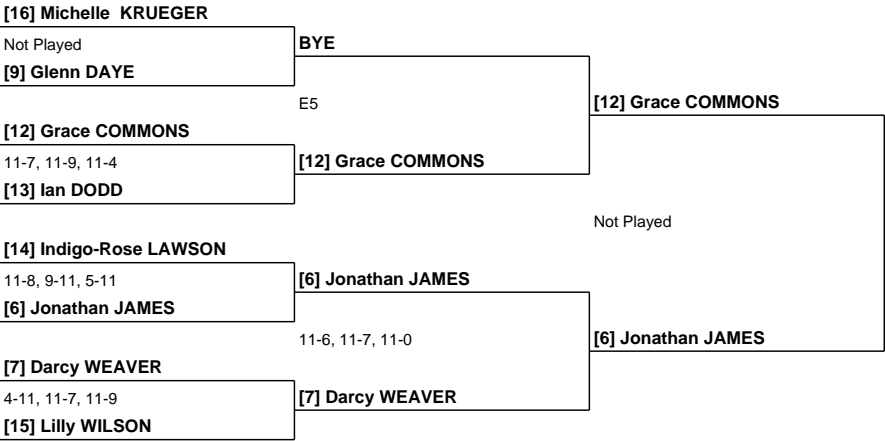 [16] Michelle KRUEGER
Not Played
BYE
[9] Glenn DAYE
E5
[12] Grace COMMONS
[12] Grace COMMONS
11-7, 11-9, 11-4
[12] Grace COMMONS
[13] Ian DODD
Not Played
[14] Indigo-Rose LAWSON
11-8, 9-11, 5-11
[6] Jonathan JAMES
[6] Jonathan JAMES
11-6, 11-7, 11-0
[6] Jonathan JAMES
[7] Darcy WEAVER
4-11, 11-7, 11-9
[7] Darcy WEAVER
[15] Lilly WILSON